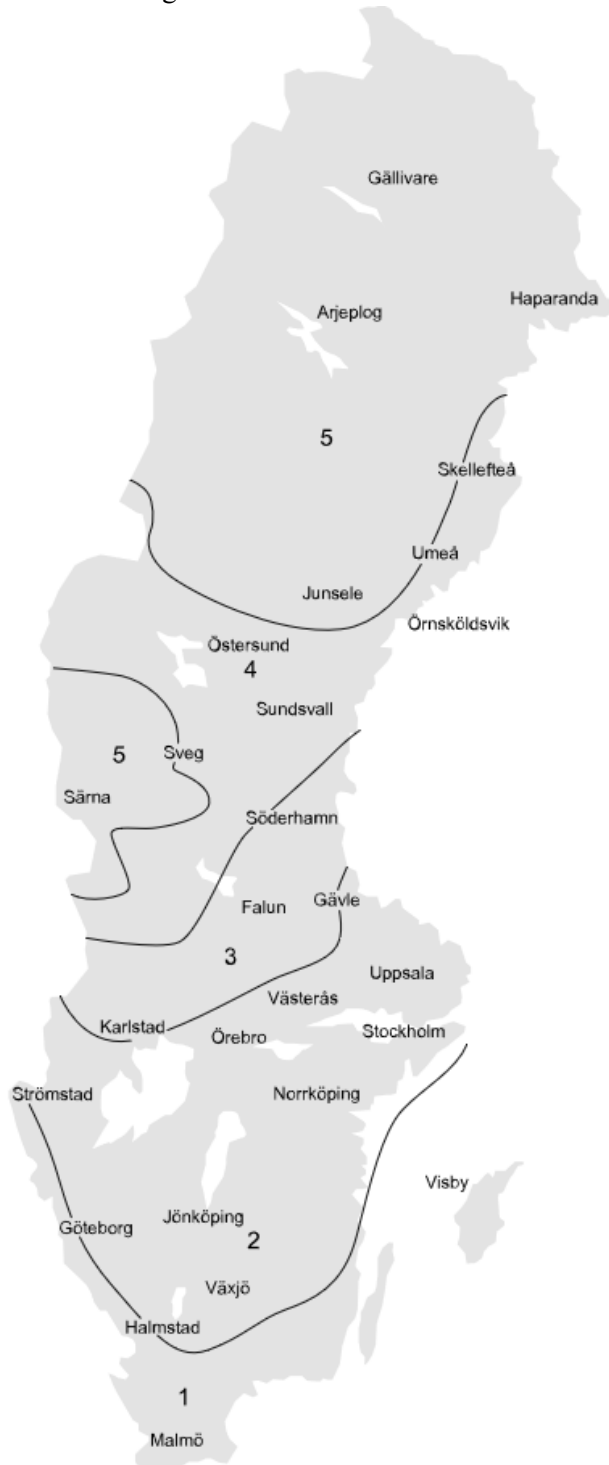 Gällivare
Haparanda
Arjeplog
5
Skellefteå
Umeå
Junsele
Örnsköldsvik
Östersund
4
Sundsvall
5
Sveg
Särna
Söderhamn
Falun
Gävle
3
Uppsala
Västerås
Karlstad
Örebro
Stockholm
Strömstad
Norrköping
Visby
Jönköping
Göteborg
2
Växjö
Halmstad
1
Malmö